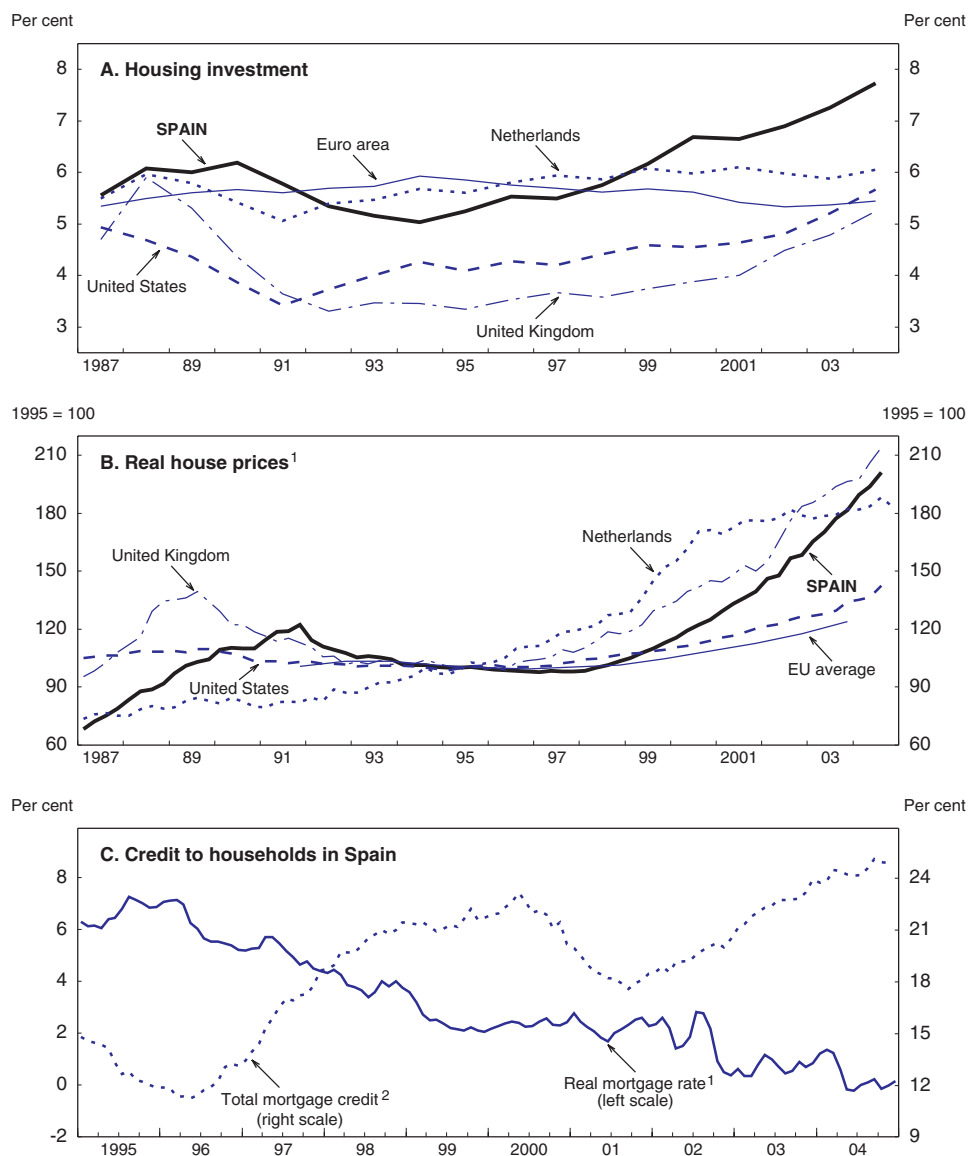 Per cent
Per cent
A. Housing investment
8
8
7
7
6
6
5
5
4
4
3
3
SPAIN
Euro area
Netherlands
United States
United Kingdom
1987 89 91 93 95 97 99 2001 03
1995 = 100
1995 = 100
B. Real house prices1
210
210
180
180
150
150
120
120
90
90
60
60
United Kingdom
Netherlands
SPAIN
United States
EU average
1987 89 91 93 95 97 99 2001 03
Per cent
Per cent
C. Credit to households in Spain
8
24
6
21
4
18
2
15
0
12
-2
9
Total mortgage credit2
(right scale)
Real mortgage rate1
(left scale)
1995 96 97 98 99 2000 01 02 03 04